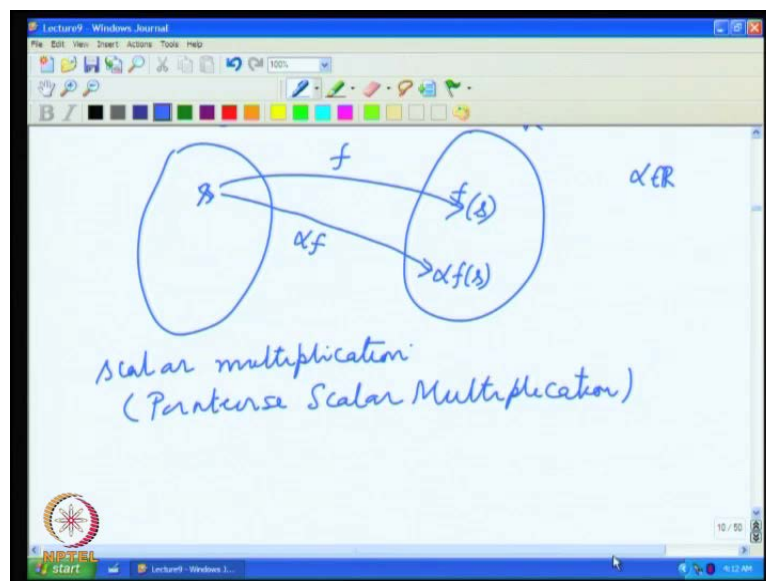 Lecture9 - Windows Journal
File Edit View Insert Actions Tools Help
100%
B I
f
s
f(s)
α∈R
αf
αf(s)
scalar multiplication
(Pointwise Scalar Multiplication)
10 / 50
NPTEL
start
Lecture9 - Windows J...
4:12 AM